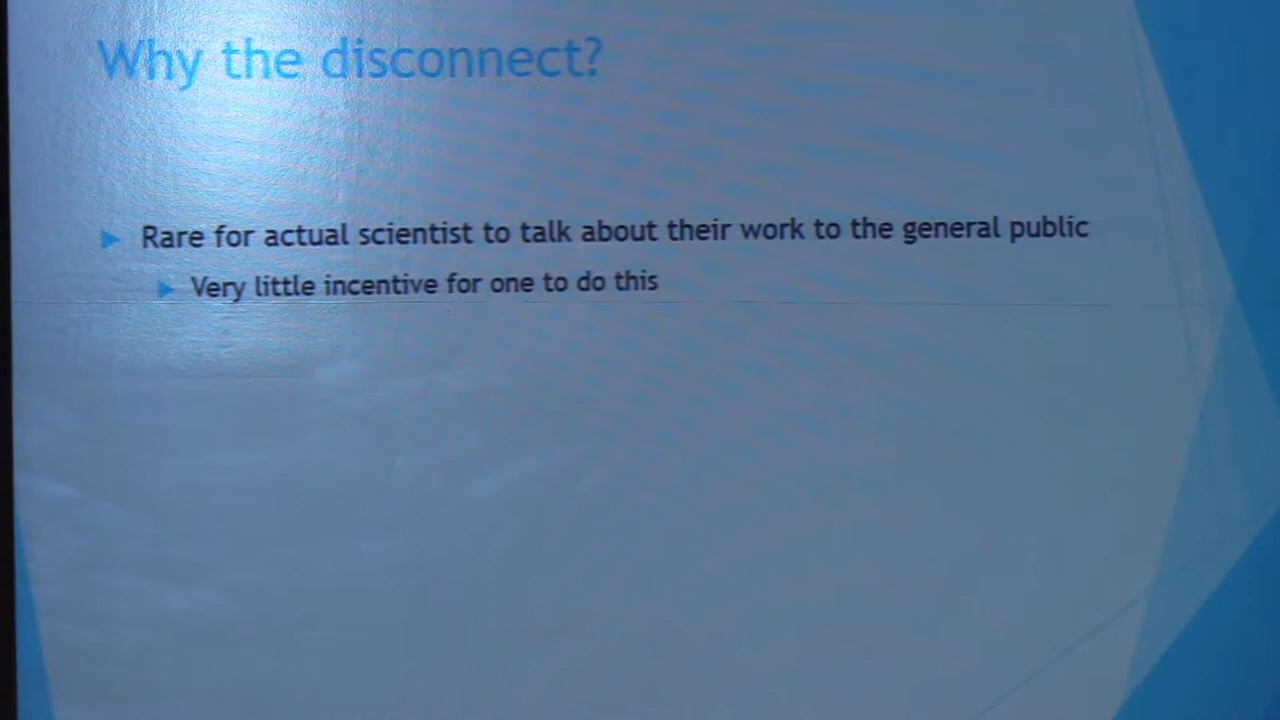 Why the disconnect?
Rare for actual scientist to talk about their work to the general public
Very little incentive for one to do this